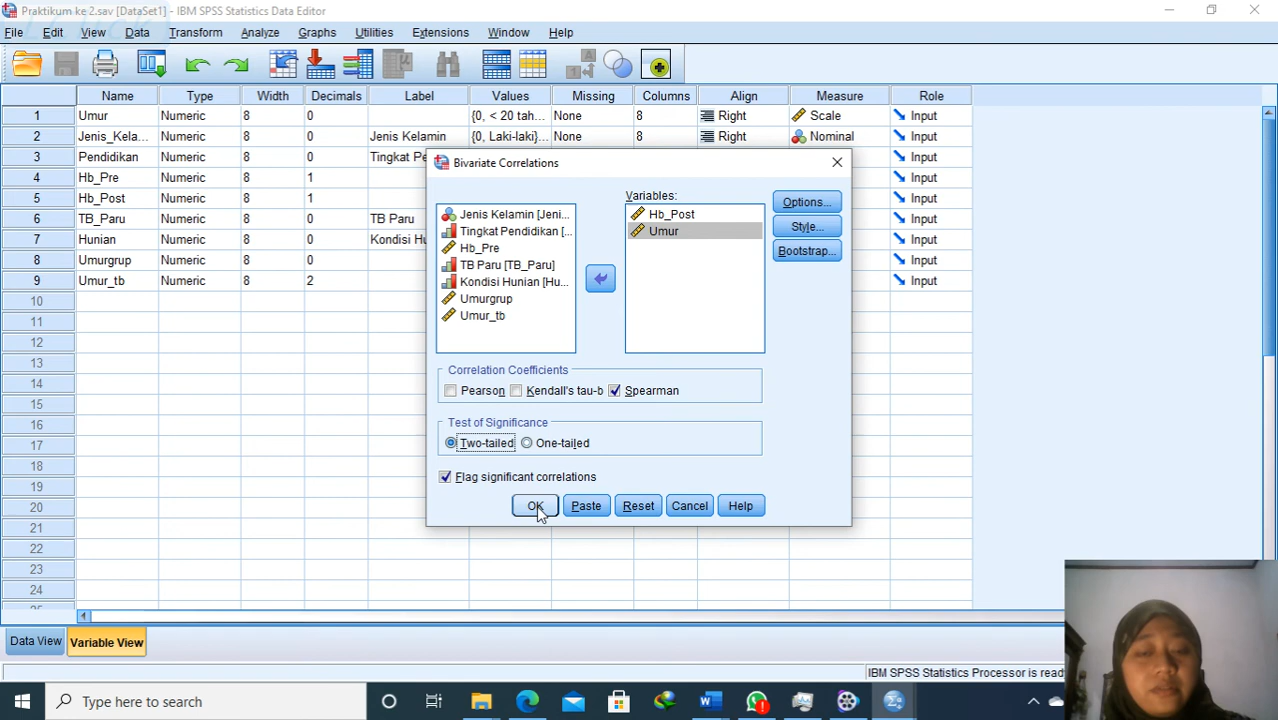 Praktikum ke 2.sav [DataSet1] - IBM SPSS Statistics Data Editor
File Edit View Data Transform Analyze Graphs Utilities Extensions Window Help
Name Type Width Decimals Label Values Missing Columns Align Measure Role
1 Umur Numeric 8 0 {0, < 20 tah... None 8 Right Scale Input
2 Jenis_Kela... Numeric 8 0 Jenis Kelamin {0, Laki-laki}... None 8 Right Nominal Input
3 Pendidikan Numeric 8 0 Tingkat Pe Input
4 Hb_Pre Numeric 8 1 Input
5 Hb_Post Numeric 8 1 Input
6 TB_Paru Numeric 8 0 TB Paru Input
7 Hunian Numeric 8 0 Kondisi Hu Input
8 Umurgrup Numeric 8 0 Input
9 Umur_tb Numeric 8 2 Input
10
11
12
13
14
15
16
17
18
19
20
21
22
23
24
Bivariate Correlations
Variables:
Jenis Kelamin [Jeni...
Tingkat Pendidikan [...
Hb_Pre
TB Paru [TB_Paru]
Kondisi Hunian [Hu...
Umurgrup
Umur_tb
Hb_Post
Umur
Options...
Style...
Bootstrap...
Correlation Coefficients
Pearson Kendall's tau-b Spearman
Test of Significance
Two-tailed One-tailed
Flag significant correlations
OK Paste Reset Cancel Help
Data View Variable View
IBM SPSS Statistics Processor is read
Type here to search